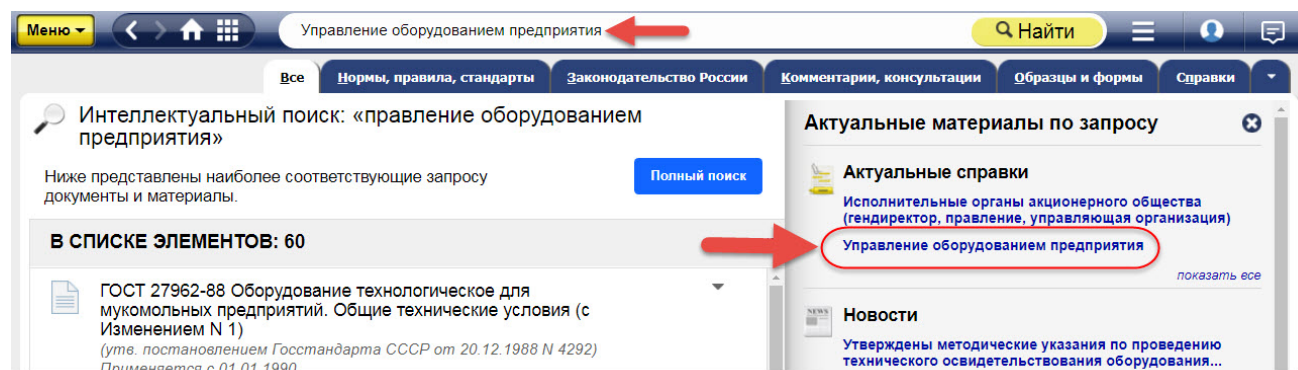 Меню
Управление оборудованием предприятия
Найти
Все
Нормы, правила, стандарты
Законодательство России
Комментарии, консультации
Образцы и формы
Справки
Интеллектуальный поиск: «правление оборудованием
предприятия»
Ниже представлены наиболее соответствующие запросу
документы и материалы.
Полный поиск
В СПИСКЕ ЭЛЕМЕНТОВ: 60
ГОСТ 27962-88 Оборудование технологическое для
мукомольных предприятий. Общие технические условия (с
Изменением N 1)
(утв. постановлением Госстандарта СССР от 20.12.1988 N 4292)
Применяется с 01.01.1990
Актуальные материалы по запросу
Актуальные справки
Исполнительные органы акционерного общества
(гендиректор, правление, управляющая организация)
Управление оборудованием предприятия
показать все
NEWS
Новости
Утверждены методические указания по проведению
технического освидетельствования оборудования...